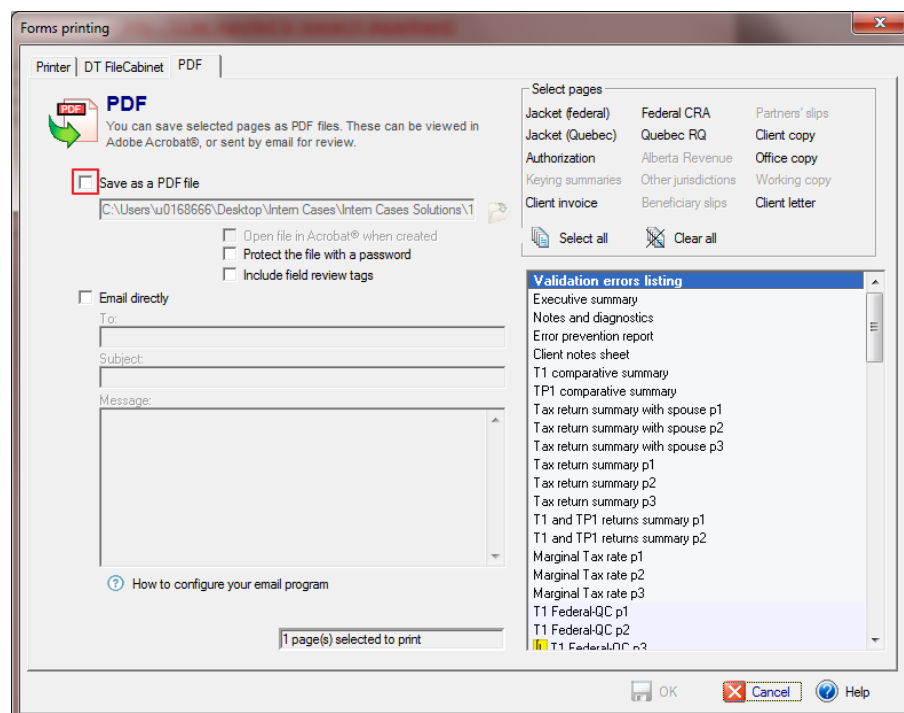 Forms printing
Printer
DT FileCabinet
PDF
PDF
PDF
You can save selected pages as PDF files. These can be viewed in
Adobe Acrobat®, or sent by email for review.
Save as a PDF file
C:\Users\u0168666\Desktop\Intern Cases\Intern Cases Solutions\1
Open file in Acrobat® when created
Protect the file with a password
Include field review tags
Email directly
To:
Subject:
Message:
How to configure your email program
1 page(s) selected to print
Select pages
Jacket (federal) Federal CRA Partners' slips
Jacket (Quebec) Quebec RQ Client copy
Authorization Alberta Revenue Office copy
Keying summaries Other jurisdictions Working copy
Client invoice Beneficiary slips Client letter
Select all Clear all
Validation errors listing
Executive summary
Notes and diagnostics
Error prevention report
Client notes sheet
T1 comparative summary
TP1 comparative summary
Tax return summary with spouse p1
Tax return summary with spouse p2
Tax return summary with spouse p3
Tax return summary p1
Tax return summary p2
Tax return summary p3
T1 and TP1 returns summary p1
T1 and TP1 returns summary p2
Marginal Tax rate p1
Marginal Tax rate p2
Marginal Tax rate p3
T1 Federal-QC p1
T1 Federal-QC p2
T1 Federal-QC p3
OK Cancel Help